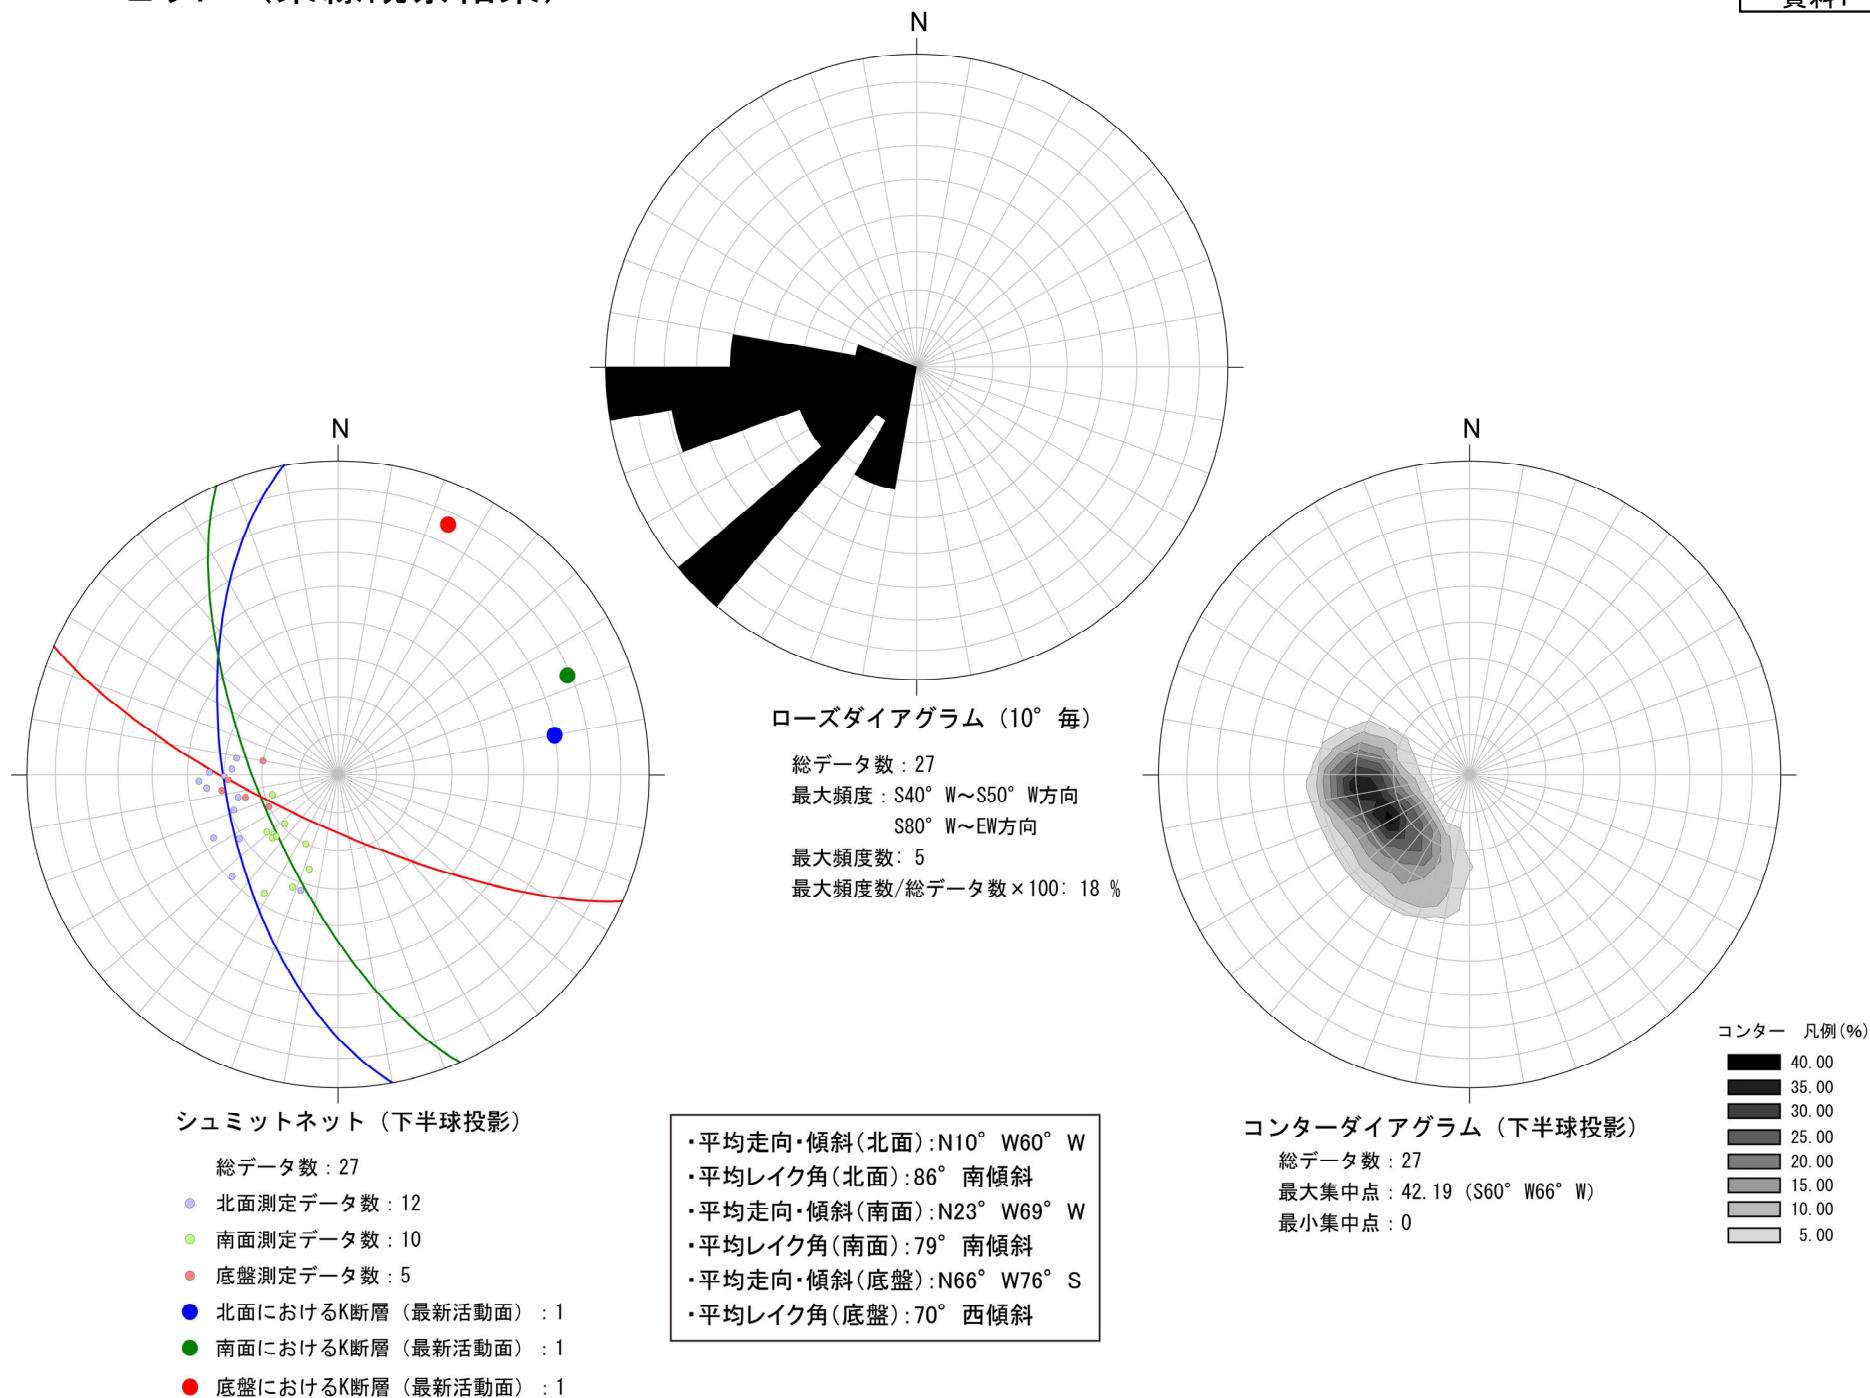 資料1
N
N
N
ローズダイアグラム（10°毎）
総データ数：27
最大頻度：S40°W～S50°W方向
S80°W～EW方向
最大頻度数：5
最大頻度数/総データ数×100：18 %
シュミットネット（下半球投影）
総データ数：27
北面測定データ数：12
南面測定データ数：10
底盤測定データ数：5
北面におけるK断層（最新活動面）：1
南面におけるK断層（最新活動面）：1
底盤におけるK断層（最新活動面）：1
・平均走向・傾斜(北面):N10°W60°W
・平均レイク角(北面):86°南傾斜
・平均走向・傾斜(南面):N23°W69°W
・平均レイク角(南面):79°南傾斜
・平均走向・傾斜(底盤):N66°W76°S
・平均レイク角(底盤):70°西傾斜
コンターダイアグラム（下半球投影）
総データ数：27
最大集中点：42.19（S60°W66°W）
最小集中点：0
コンター 凡例(%)
40.00
35.00
30.00
25.00
20.00
15.00
10.00
5.00